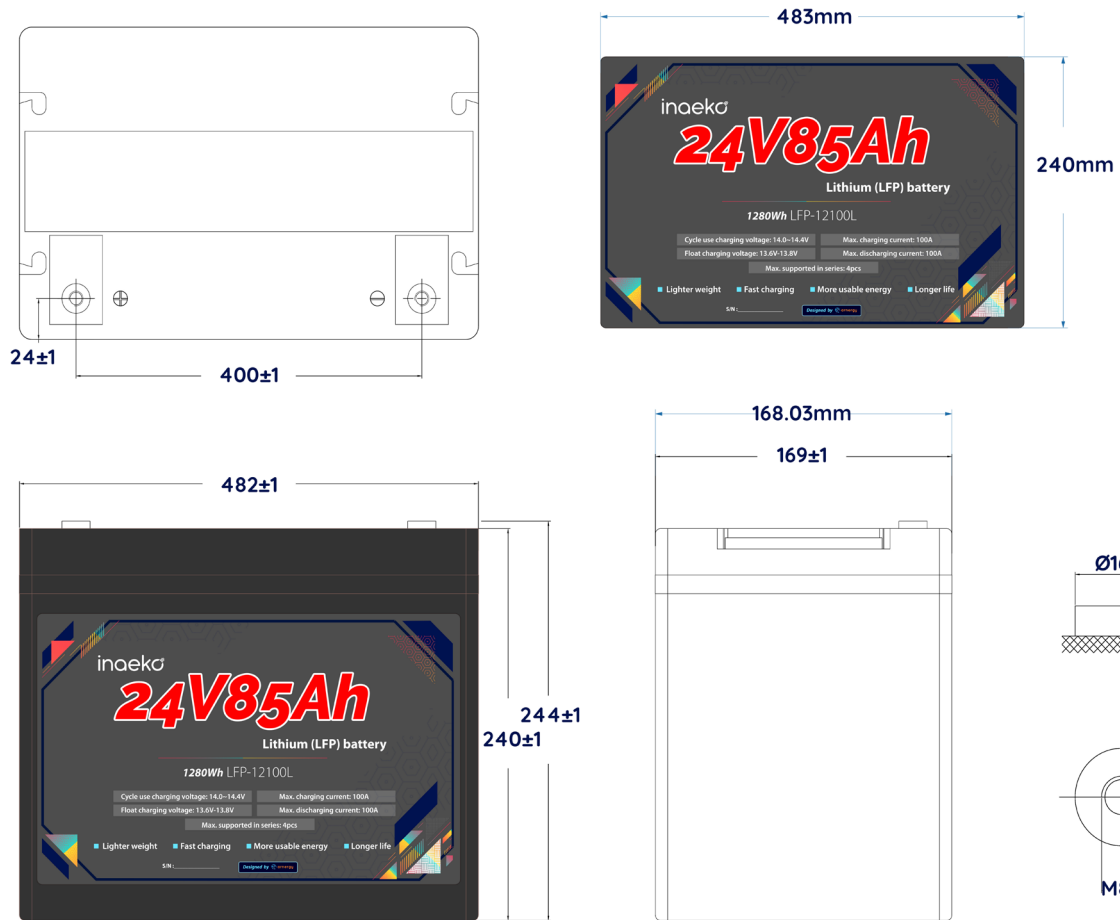 24±1
400±1
483mm
240mm
inaeko
24V85Ah
Lithium (LFP) battery
1280Wh LFP-12100L
Cycle use charging voltage: 14.0~14.4V
Max. charging current: 100A
Float charging voltage: 13.6V-13.8V
Max. discharging current: 100A
Max. supported in series: 4pcs
Lighter weight
Fast charging
More usable energy
Longer life
S/N:
Designed by
482±1
244±1
240±1
inaeko
24V85Ah
Lithium (LFP) battery
1280Wh LFP-12100L
Cycle use charging voltage: 14.0~14.4V
Max. charging current: 100A
Float charging voltage: 13.6V-13.8V
Max. discharging current: 100A
Max. supported in series: 4pcs
Lighter weight
Fast charging
More usable energy
Longer life
S/N:
Designed by
168.03mm
169±1